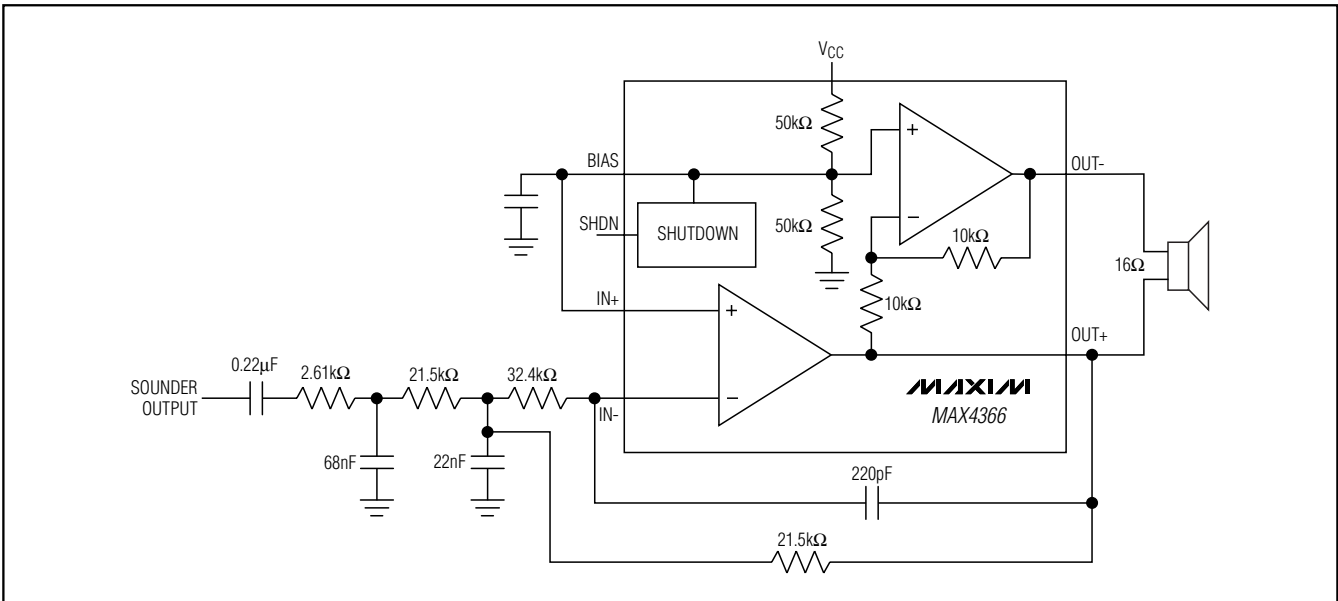 VCC
50kΩ
BIAS
OUT-
SHDN
SHUTDOWN
50kΩ
10kΩ
16Ω
IN+
10kΩ
OUT+
0.22µF
2.61kΩ
21.5kΩ
32.4kΩ
MAXIM
SOUNDER
OUTPUT
IN-
MAX4366
68nF
22nF
220pF
21.5kΩ